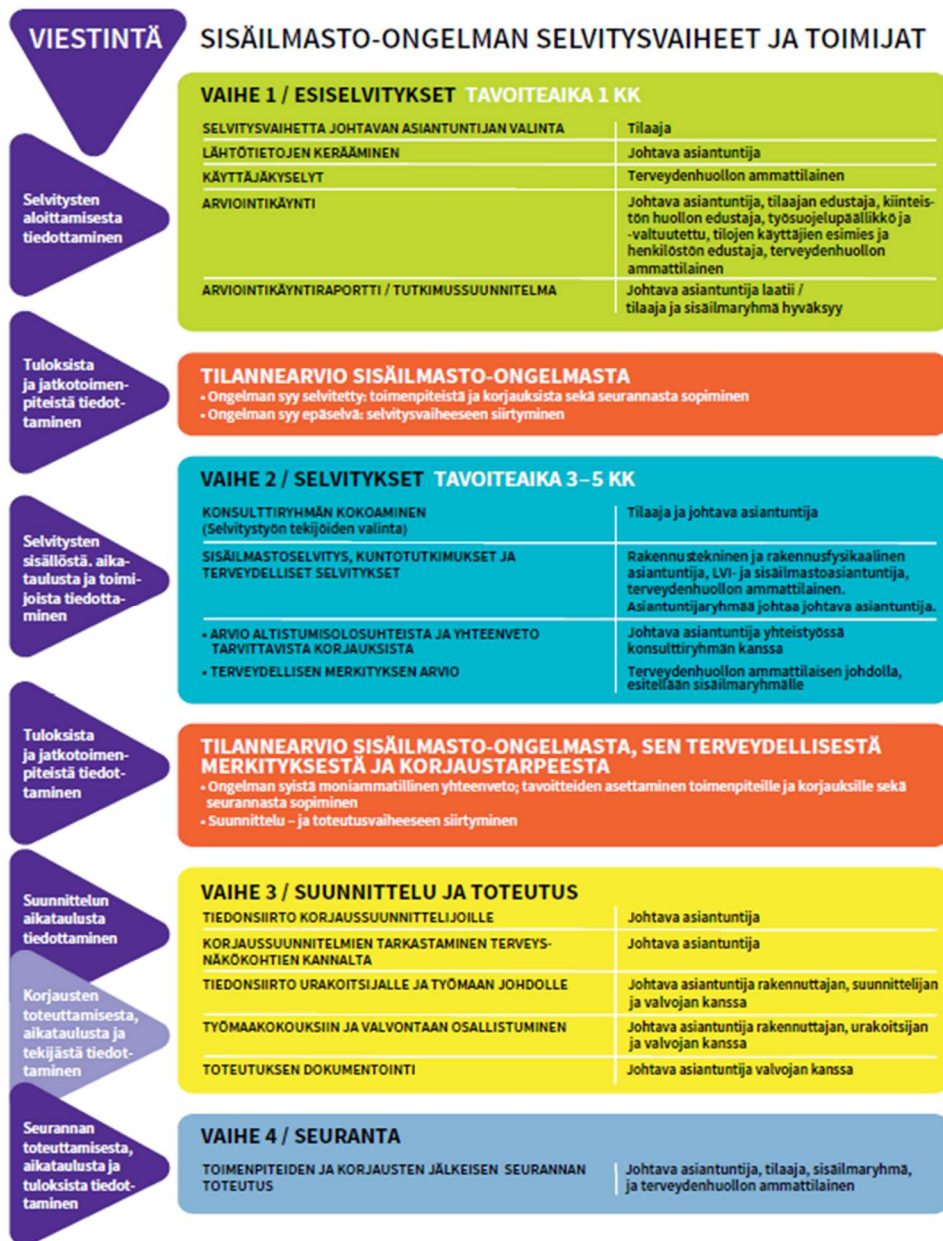 VIESTINTÄ
SISÄILMASTO-ONGELMAN SELVITYSVAIHEET JA TOIMIJAT
VAIHE 1 / ESISELVITYKSET TAVOITEAIKA 1 KK
SELVITYSVAIHETTA JOHTAVAN ASIANTUNTIJAN VALINTA
Tilaaja
LÄHTÖTIETOJEN KERÄÄMINEN
Johtava asiantuntija
KÄYTTÄJÄKYSELYT
Terveydenhuollon ammattilainen
ARVIOINTIKÄYNTI
Johtava asiantuntija, tilaajan edustaja, kiinteis-
tön huollon edustaja, työsuojelupäällikkö ja
-valtuutettu, tilojen käyttäjien esimies ja
henkilöstön edustaja, terveydenhuollon
ammattilainen
ARVIOINTIKÄYNTIRAPORTTI / TUTKIMUSSUUNNITELMA
Johtava asiantuntija laatii /
tilaaja ja sisäilmaryhmä hyväksyy
Selvitysten
aloittamisesta
tiedottaminen
Tuloksista
ja jatkotoimen-
piteistä tiedot-
taminen
TILANNEARVIO SISÄILMASTO-ONGELMASTA
• Ongelman syy selvitetty: toimenpiteistä ja korjauksista sekä seurannasta sopiminen
• Ongelman syy epäselvä: selvitysvaiheeseen siirtyminen
VAIHE 2 / SELVITYKSET TAVOITEAIKA 3–5 KK
KONSULTTIRYHMÄN KOKOAMINEN
(Selvitystyön tekijöiden valinta)
Tilaaja ja johtava asiantuntija
SISÄILMASTOSELVITYS, KUNTOTUTKIMUKSET JA
TERVEYDELLISET SELVITYKSET
Rakennustekninen ja rakennusfysikaalinen
asiantuntija, LVI- ja sisäilmastoasiantuntija,
terveydenhuollon ammattilainen.
Asiantuntijaryhmää johtaa johtava asiantuntija.
• ARVIO ALTISTUMISOLOSUHTEISTA JA YHTEENVETO
TARVITTAVISTA KORJAUKSISTA
Johtava asiantuntija yhteistyössä
konsulttiryhmän kanssa
• TERVEYDELLISEN MERKITYKSEN ARVIO
Terveydenhuollon ammattilaisen johdolla,
esitellään sisäilmaryhmälle
Selvitysten
sisällöstä. aika-
taulusta ja toimi-
joista tiedotta-
minen
Tuloksista
ja jatkotoimen-
piteistä tiedot-
taminen
TILANNEARVIO SISÄILMASTO-ONGELMASTA, SEN TERVEYDELLISESTÄ
MERKITYKSESTÄ JA KORJAUSTARPEESTA
• Ongelman syistä moniammatillinen yhteenveto; tavoitteiden asettaminen toimenpiteille ja korjauksille sekä
seurannasta sopiminen
• Suunnittelu – ja toteutusvaiheeseen siirtyminen
VAIHE 3 / SUUNNITTELU JA TOTEUTUS
TIEDONSIIRTO KORJAUSSUUNNITTELIJOILLE
Johtava asiantuntija
KORJAUSSUUNNITELMIEN TARKASTAMINEN TERVEYS-
NÄKÖKOHTIEN KANNALTA
Johtava asiantuntija
TIEDONSIIRTO URAKOITSIJALLE JA TYÖMAAN JOHDOLLE
Johtava asiantuntija rakennuttajan, suunnittelijan
ja valvojan kanssa
TYÖMAAKOKOUKSIIN JA VALVONTAAN OSALLISTUMINEN
Johtava asiantuntija rakennuttajan, urakoitsijan
ja valvojan kanssa
TOTEUTUKSEN DOKUMENTOINTI
Johtava asiantuntija valvojan kanssa
Suunnittelun
aikataulusta
tiedottaminen
Korjausten
toteuttamisesta,
aikataulusta ja
tekijästä tiedot-
taminen
Seurannan
toteuttamisesta,
aikataulusta ja
tuloksista tiedot-
taminen
VAIHE 4 / SEURANTA
TOIMENPITEIDEN JA KORJAUSTEN JÄLKEISEN SEURANNAN
TOTEUTUS
Johtava asiantuntija, tilaaja, sisäilmaryhmä,
ja terveydenhuollon ammattilainen